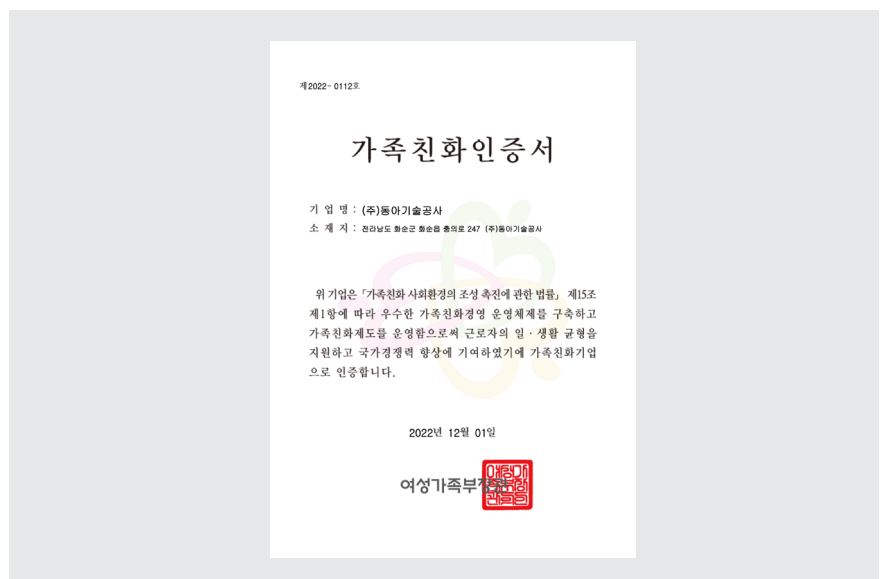 제2022- 0112호
가족친화인증서
기 업 명 : (주)동아기술공사
소 재 지 : 전라남도 화순군 화순읍 충의로 247 (주)동아기술공사
위 기업은「가족친화 사회환경의 조성 촉진에 관한 법률」 제15조
제1항에 따라 우수한 가족친화경영 운영체제를 구축하고
가족친화제도를 운영함으로써 근로자의 일 · 생활 균형을
지원하고 국가경쟁력 향상에 기여하였기에 가족친화기업
으로 인증합니다.
2022년 12월 01일
여성가족부장관